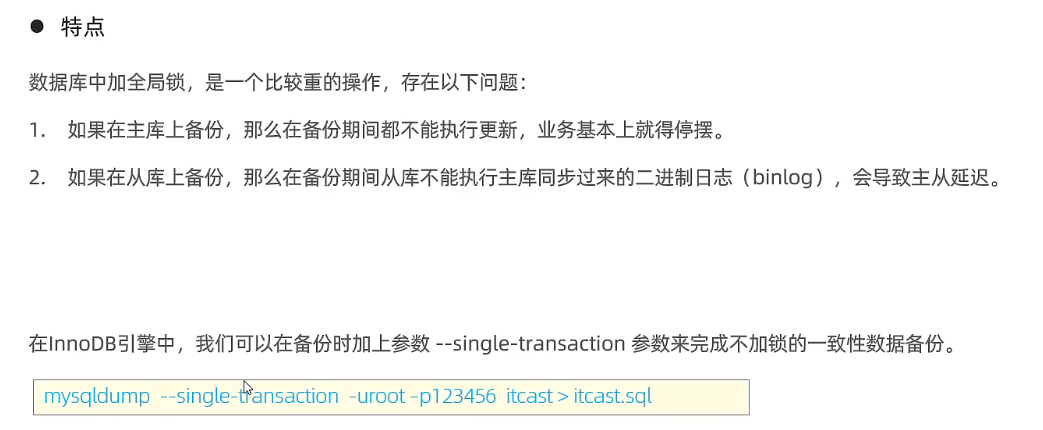 ● 特点
数据库中加全局锁，是一个比较重的操作，存在以下问题：
1. 如果在主库上备份，那么在备份期间都不能执行更新，业务基本上就得停摆。
2. 如果在从库上备份，那么在备份期间从库不能执行主库同步过来的二进制日志（binlog），会导致主从延迟。
在InnoDB引擎中，我们可以在备份时加上参数 --single-transaction 参数来完成不加锁的一致性数据备份。
mysqldump --single-transaction -uroot –p123456 itcast > itcast.sql